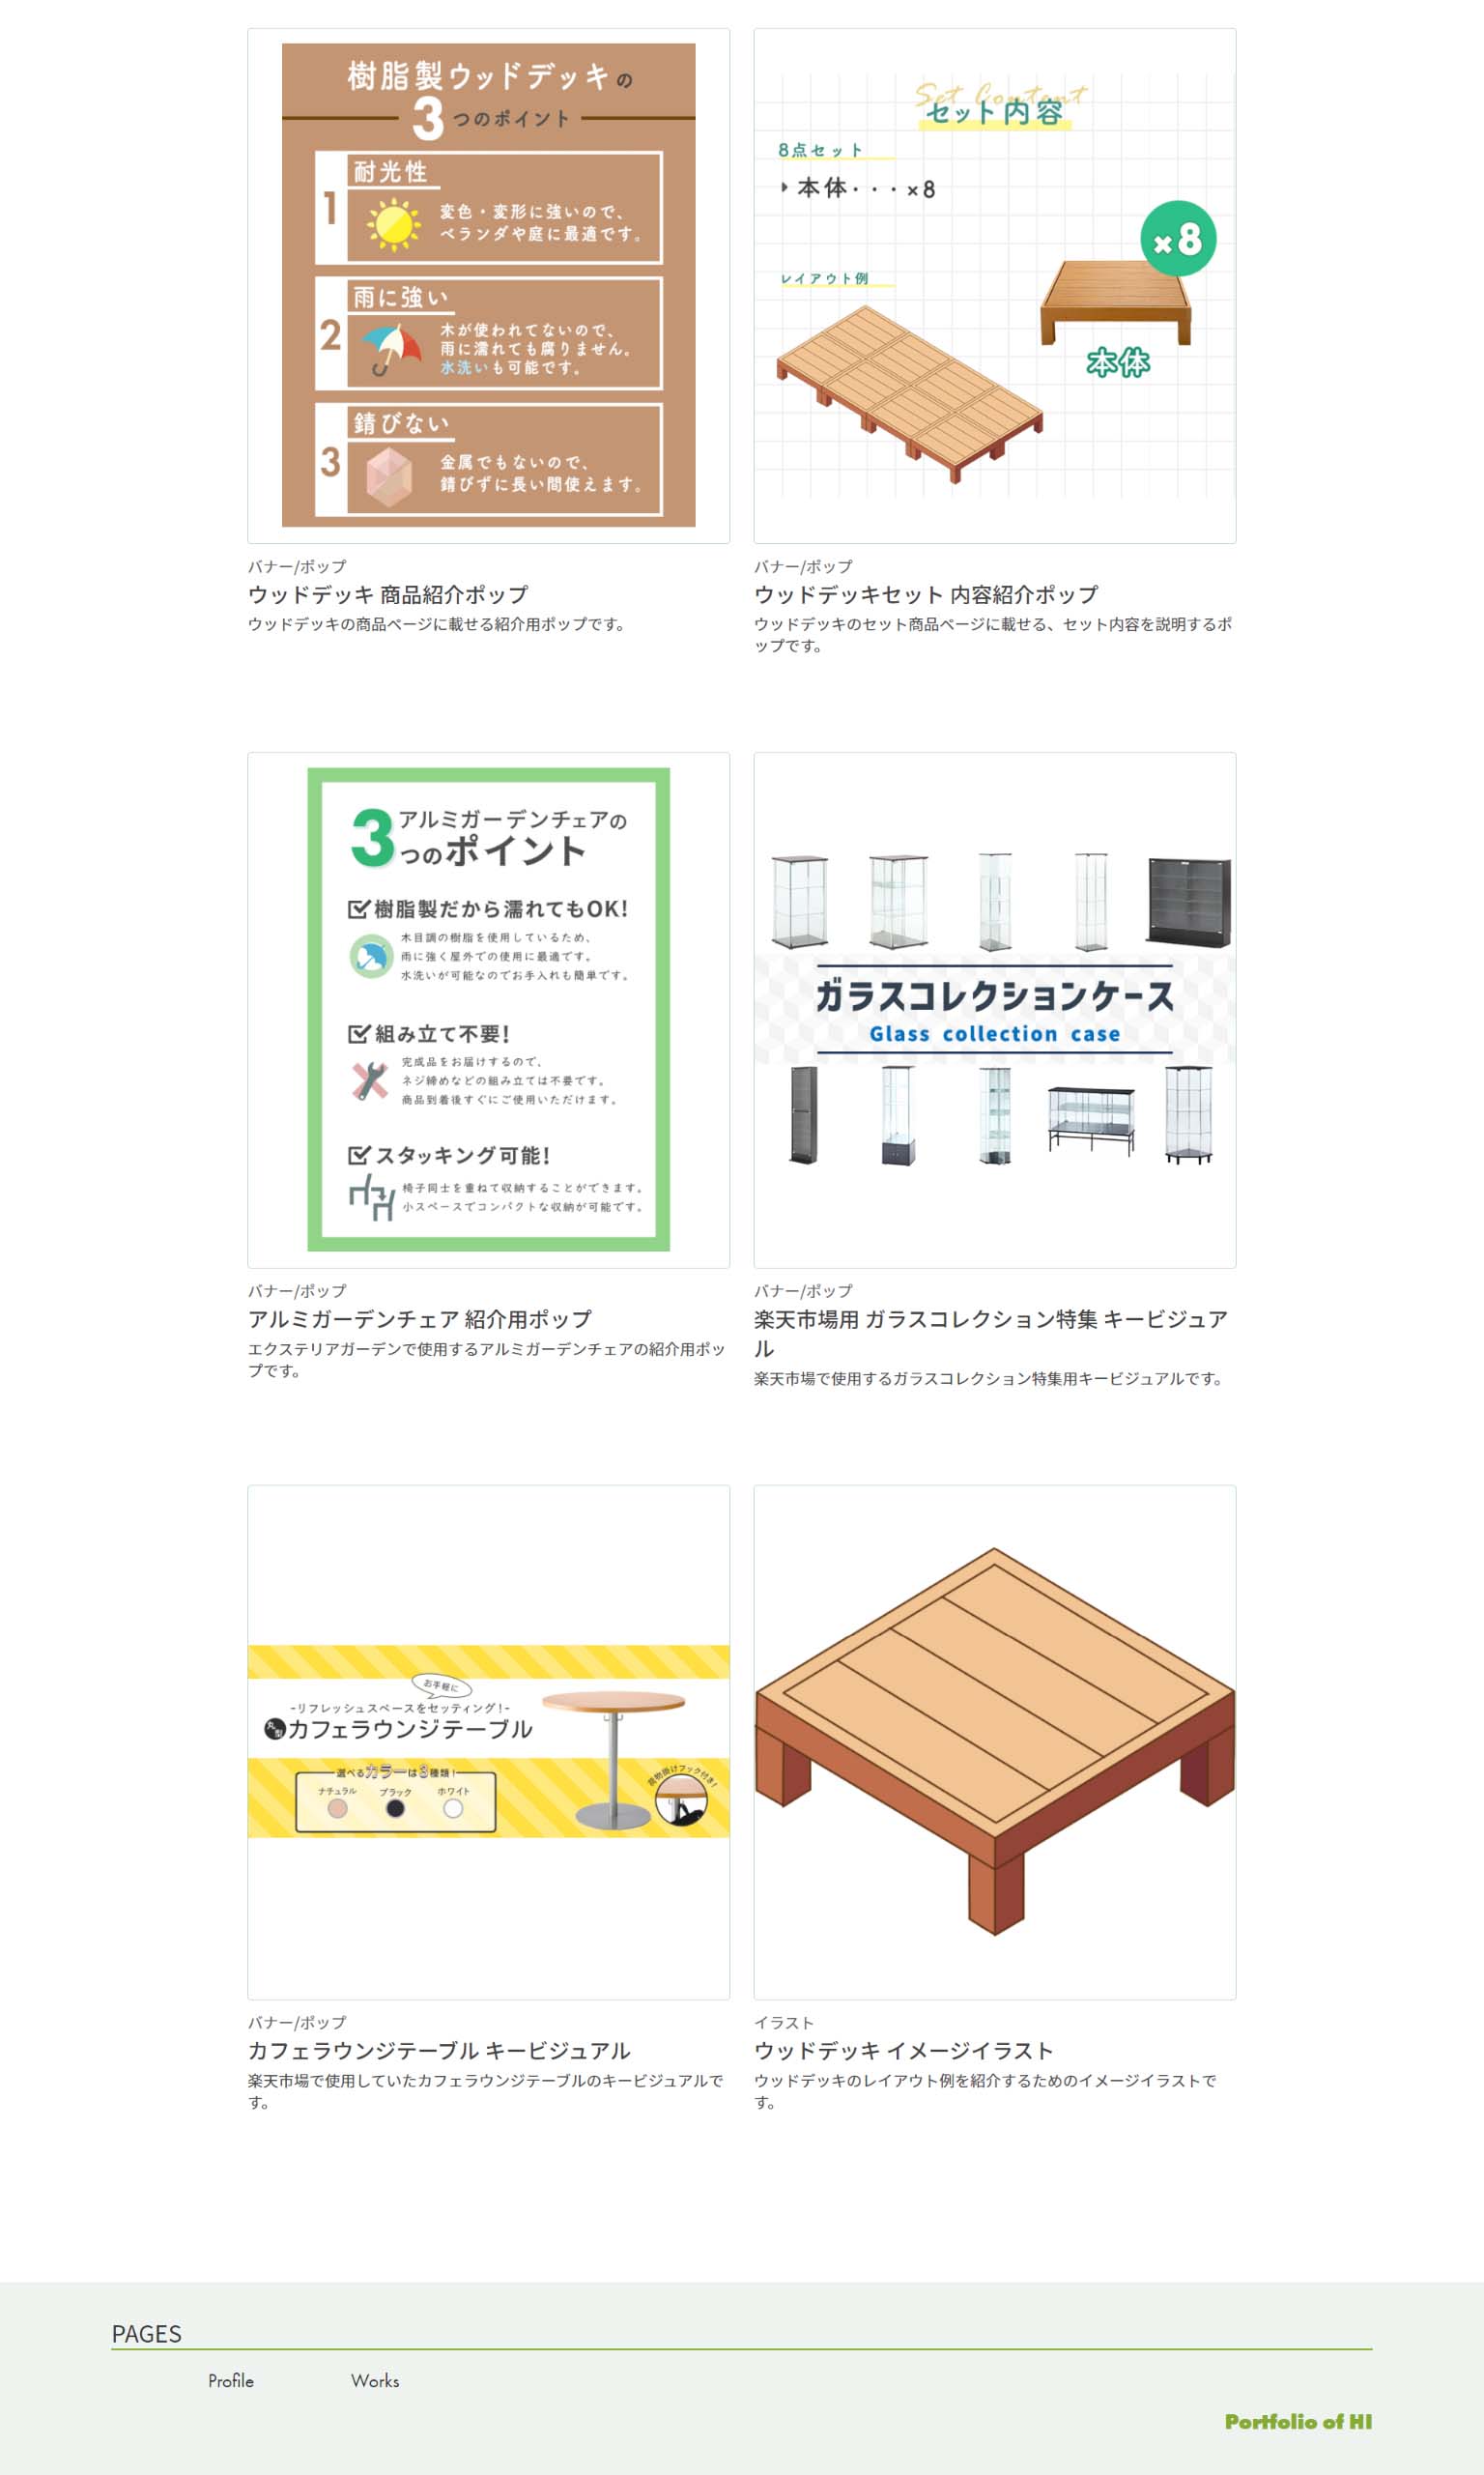 樹脂製ウッドデッキの
3つのポイント
1
耐光性
変色・変形に強いので、
ベランダや庭に最適です。
2
雨に強い
木が使われてないので、
雨に濡れても腐りません。
水洗いも可能です。
3
錆びない
金属でもないので、
錆びずに長い間使えます。
バナー/ポップ
ウッドデッキ 商品紹介ポップ
ウッドデッキの商品ページに載せる紹介用ポップです。
Set Content
セット内容
8点セット
本体・・・×8
×8
レイアウト例
本体
バナー/ポップ
ウッドデッキセット 内容紹介ポップ
ウッドデッキのセット商品ページに載せる、セット内容を説明するポ
ップです。
アルミガーデンチェアの
3つのポイント
樹脂製だから濡れてもOK!
木目調の樹脂を使用しているため、
雨に強く屋外での使用に最適です。
水洗いが可能なのでお手入れも簡単です。
組み立て不要!
完成品をお届けするので、
ネジ締めなどの組み立ては不要です。
商品到着後すぐにご使用いただけます。
スタッキング可能!
椅子同士を重ねて収納することができます。
小スペースでコンパクトな収納が可能です。
バナー/ポップ
アルミガーデンチェア 紹介用ポップ
エクステリアガーデンで使用するアルミガーデンチェアの紹介用ポッ
プです。
ガラスコレクションケース
Glass collection case
バナー/ポップ
楽天市場用 ガラスコレクション特集 キービジュア
ル
楽天市場で使用するガラスコレクション特集用キービジュアルです。
お手軽に
-リフレッシュスペースをセッティング!-
丸型カフェラウンジテーブル
選べるカラーは3種類!
ナチュラル ブラック ホワイト
荷物掛けフック付き!
バナー/ポップ
カフェラウンジテーブル キービジュアル
楽天市場で使用していたカフェラウンジテーブルのキービジュアルで
す。
イラスト
ウッドデッキ イメージイラスト
ウッドデッキのレイアウト例を紹介するためのイメージイラストで
す。
PAGES
Profile Works
Portfolio of HI